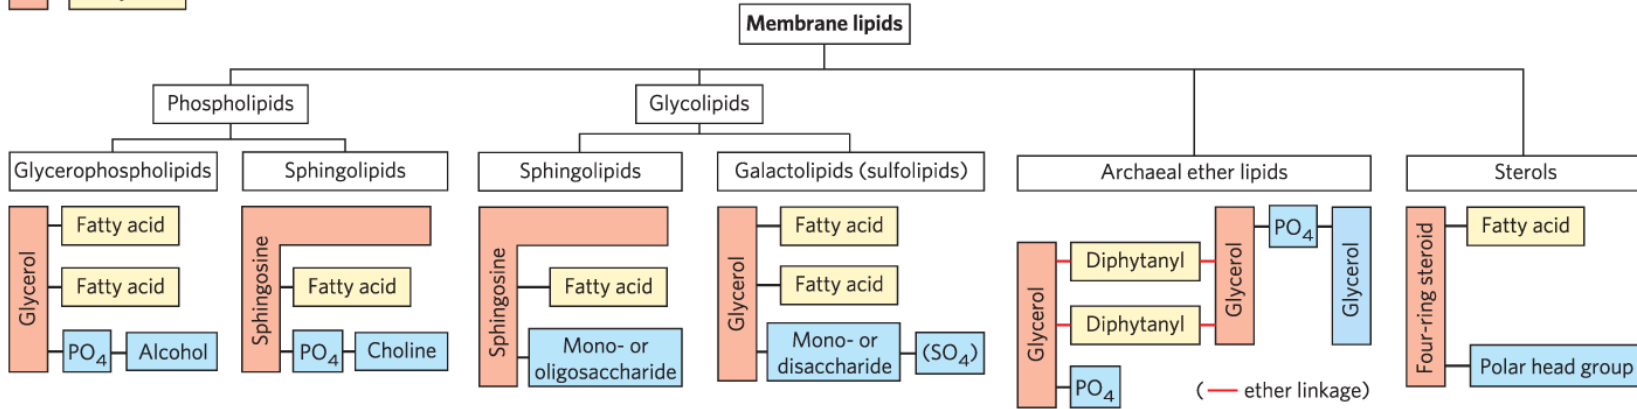 Membrane lipids
Phospholipids
Glycolipids
Glycerophospholipids
Sphingolipids
Sphingolipids
Galactolipids (sulfolipids)
Archaeal ether lipids
Sterols
Glycerol
Fatty acid
Fatty acid
PO4
Alcohol
Sphingosine
Fatty acid
PO4
Choline
Sphingosine
Fatty acid
Mono- or
oligosaccharide
Glycerol
Fatty acid
Fatty acid
Mono- or
disaccharide
(SO4)
Glycerol
Diphytanyl
Diphytanyl
PO4
Glycerol
PO4
Glycerol
( — ether linkage)
Four-ring steroid
Fatty acid
Polar head group